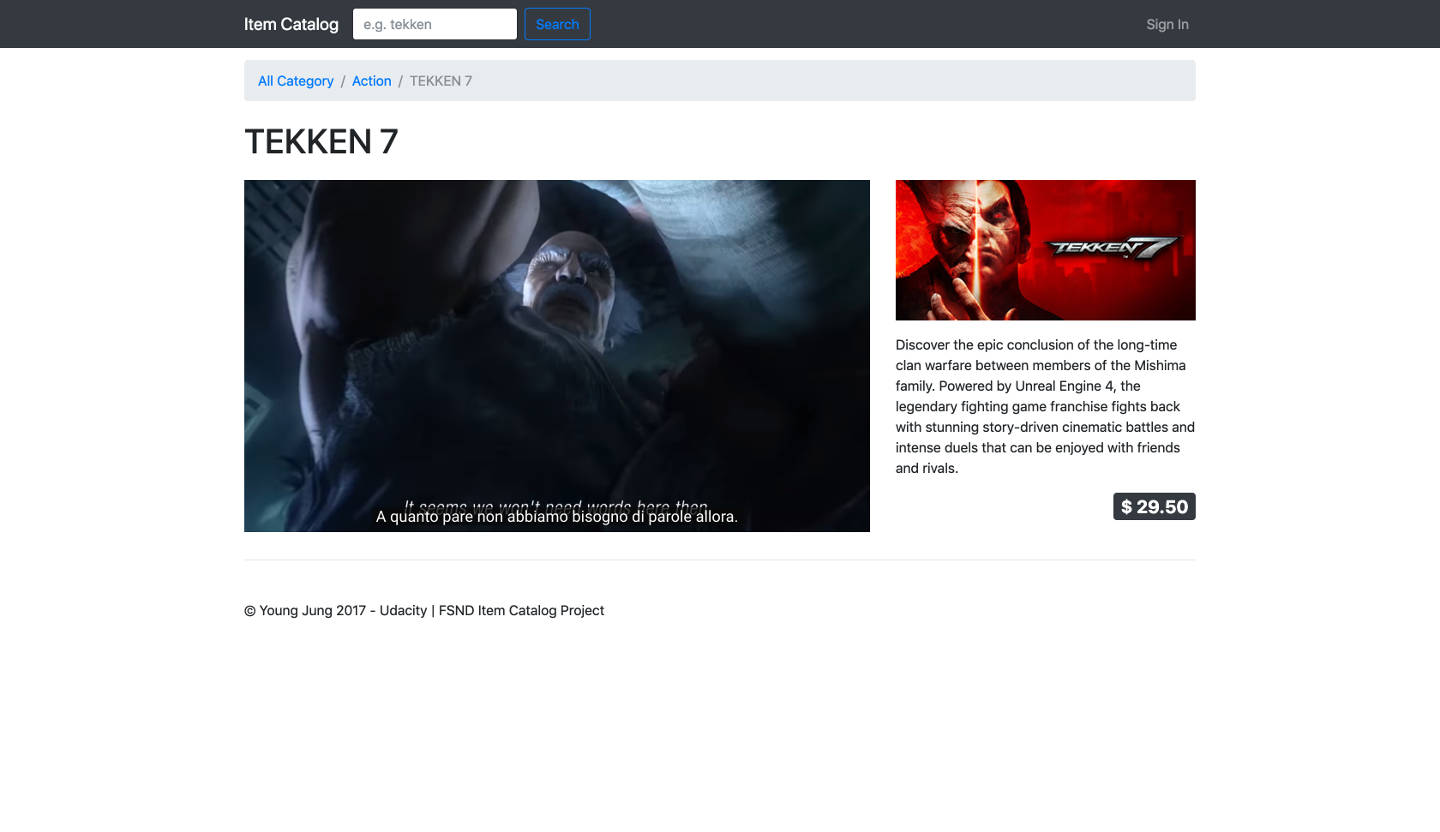 Item Catalog e.g. tekken Search Sign In
All Category / Action / TEKKEN 7
TEKKEN 7
It seems we won't need words here then
A quanto pare non abbiamo bisogno di parole allora.
TEKKEN 7
Discover the epic conclusion of the long-time
clan warfare between members of the Mishima
family. Powered by Unreal Engine 4, the
legendary fighting game franchise fights back
with stunning story-driven cinematic battles and
intense duels that can be enjoyed with friends
and rivals.
$ 29.50
© Young Jung 2017 - Udacity | FSND Item Catalog Project